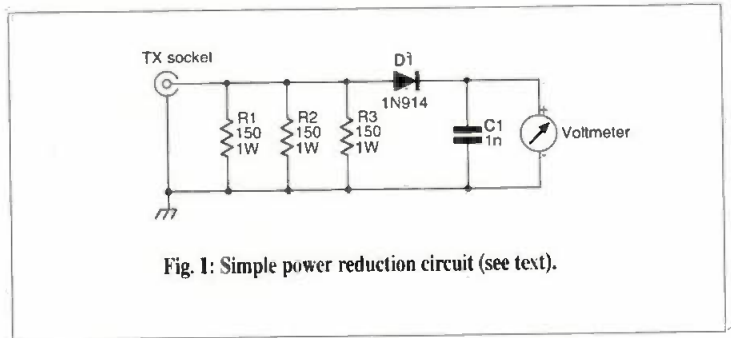 TX socket
D1
1N914
R1
150
1W
R2
150
1W
R3
150
1W
C1
1n
+
Voltmeter
-
Fig. 1: Simple power reduction circuit (see text).